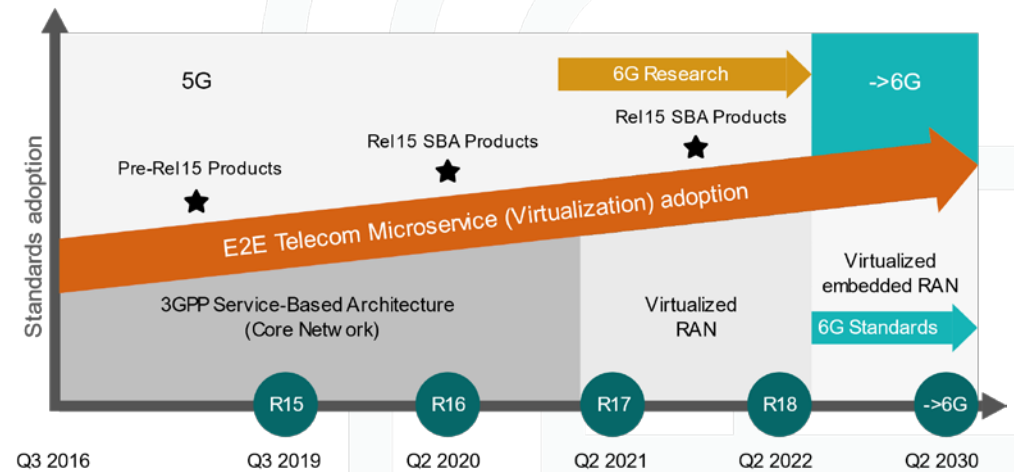 5G
6G Research
->6G
Rel15 SBA Products
Rel15 SBA Products
Pre-Rel15 Products
E2E Telecom Microservice (Virtualization) adoption
Standards adoption
3GPP Service-Based Architecture
(Core Network)
Virtualized
RAN
Virtualized
embedded RAN
6G Standards
R15
R16
R17
R18
->6G
Q3 2016
Q3 2019
Q2 2020
Q2 2021
Q2 2022
Q2 2030